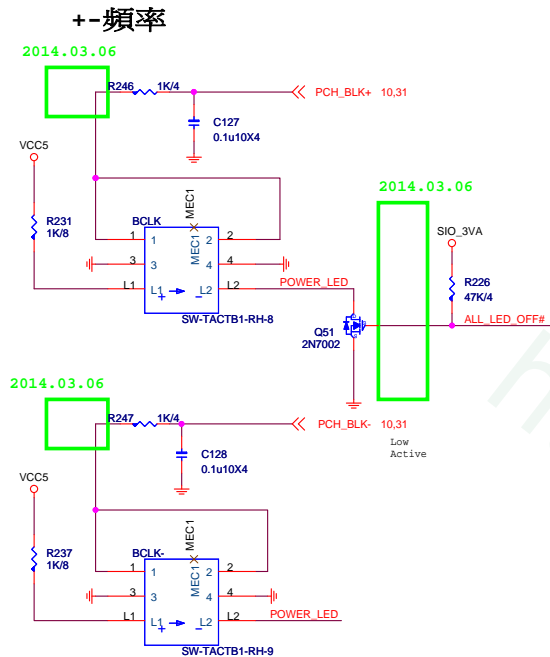 +-頻率
2014.03.06
R246 1K/4
PCH_BLK+ 10,31
C127
0.1u10X4
VCC5
R231
1K/8
BCLK
MEC1
1 1 2 2
MEC1
3 3 4 4
L1 L1 L2 L2
+ -
SW-TACTB1-RH-8
POWER_LED
2014.03.06
SIO_3VA
R226
47K/4
ALL_LED_OFF#
Q51
2N7002
Low
Active
2014.03.06
R247 1K/4
PCH_BLK- 10,31
C128
0.1u10X4
VCC5
R237
1K/8
BCLK-
MEC1
1 1 2 2
MEC1
3 3 4 4
L1 L1 L2 L2
+ -
SW-TACTB1-RH-9
POWER_LED